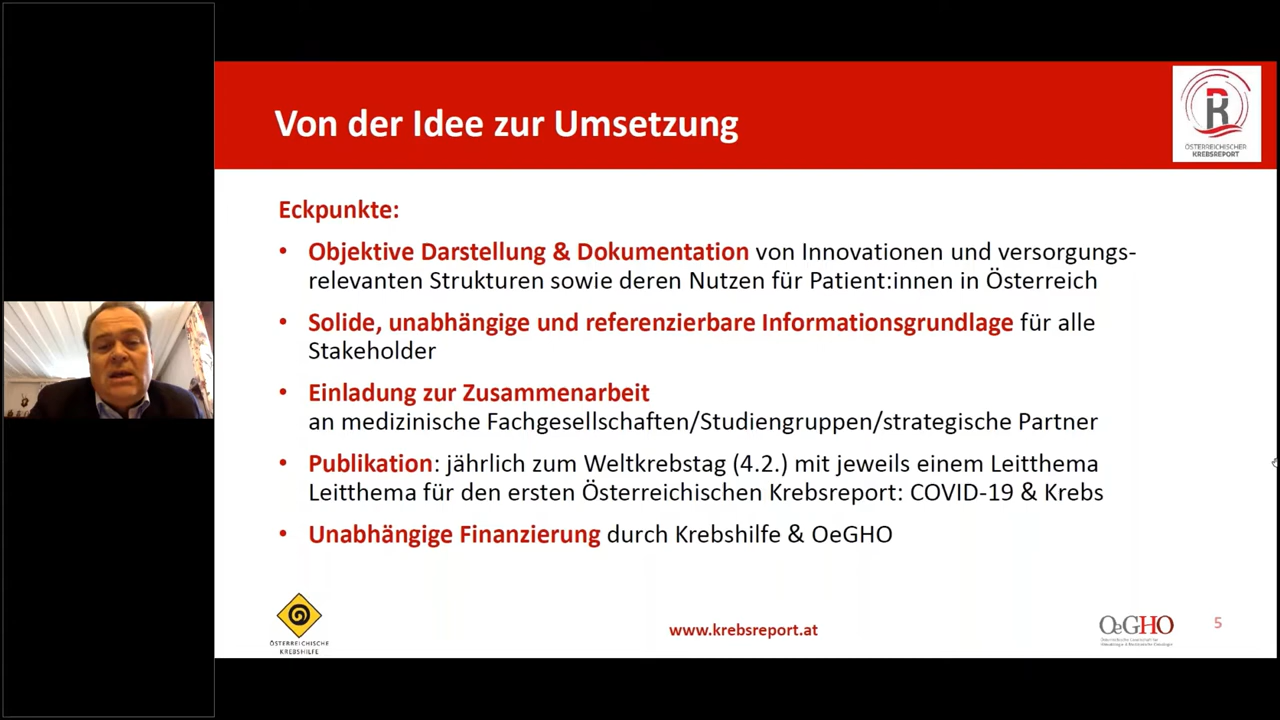 Von der Idee zur Umsetzung
R
ÖSTERREICHISCHER
KREBSREPORT
Eckpunkte:
• Objektive Darstellung & Dokumentation von Innovationen und versorgungs-
relevanten Strukturen sowie deren Nutzen für Patient:innen in Österreich
• Solide, unabhängige und referenzierbare Informationsgrundlage für alle
Stakeholder
• Einladung zur Zusammenarbeit
an medizinische Fachgesellschaften/Studiengruppen/strategische Partner
• Publikation: jährlich zum Weltkrebstag (4.2.) mit jeweils einem Leitthema
Leitthema für den ersten Österreichischen Krebsreport: COVID-19 & Krebs
• Unabhängige Finanzierung durch Krebshilfe & OeGHO
ÖSTERREICHISCHE
KREBSHILFE
www.krebsreport.at
OeGHO
5